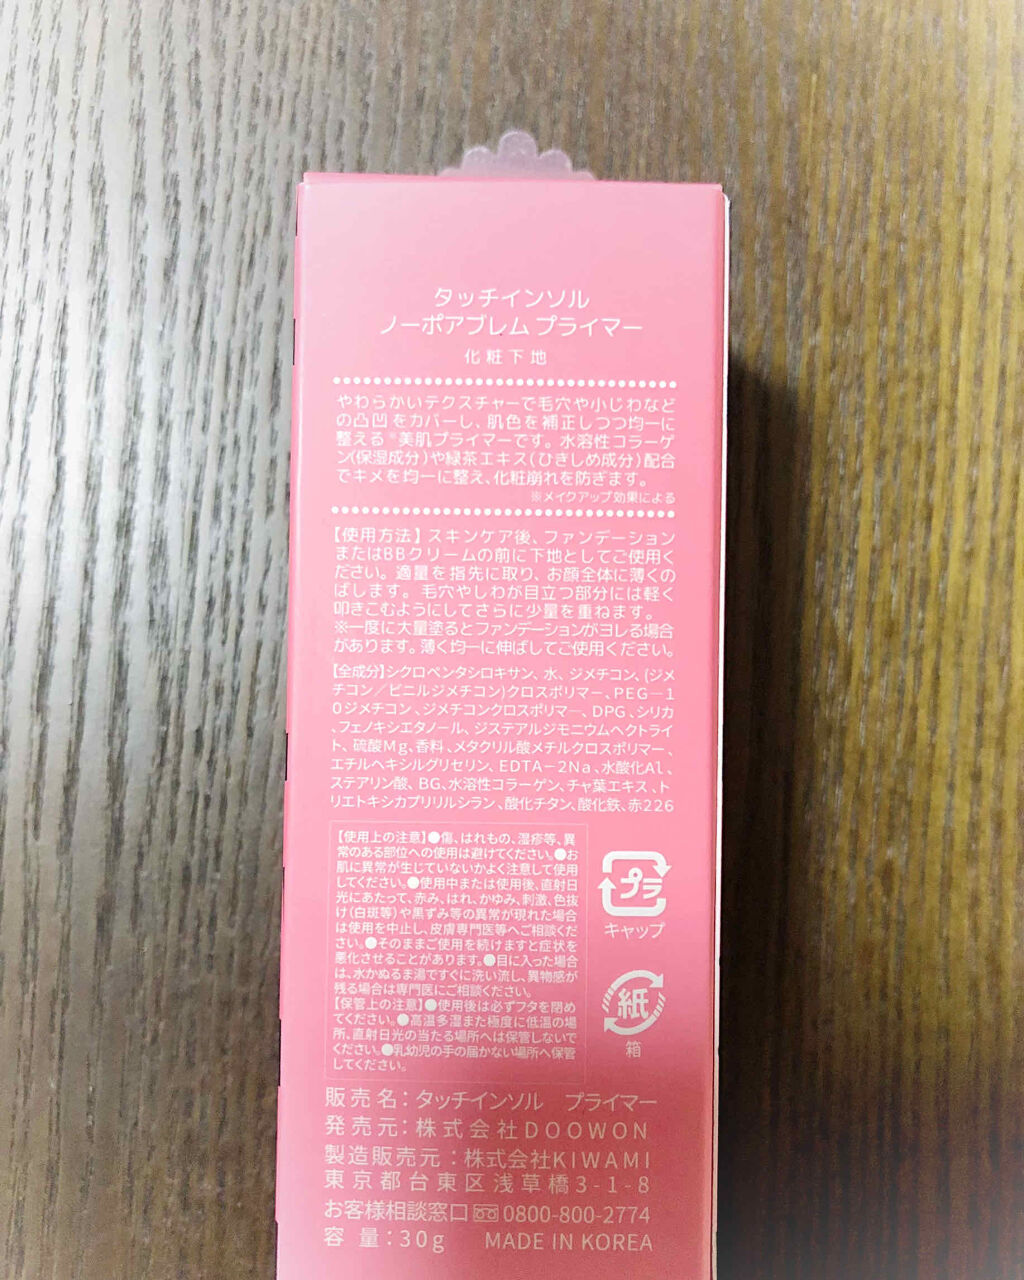 タッチインソル
ノーポアブレム プライマー
化粧下地
やわらかいテクスチャーで毛穴や小じわなど
の凸凹をカバーし、肌色を補正しつつ均一に
整える※美肌プライマーです。水溶性コラーゲ
ン(保湿成分)や緑茶エキス(ひきしめ成分)配合
でキメを均一に整え、化粧崩れを防ぎます。
※メイクアップ効果による
【使用方法】スキンケア後、ファンデーション
またはBBクリームの前に下地としてご使用く
ださい。適量を指先に取り、お顔全体に薄くの
ばします。毛穴やしわが目立つ部分には軽く
叩きこむようにしてさらに少量を重ねます。
※一度に大量塗るとファンデーションがヨレる場合
があります。薄く均一に伸ばしてご使用ください。
【全成分】シクロペンタシロキサン、水、ジメチコン、(ジメ
チコン/ビニルジメチコン)クロスポリマー、PEG-1
0ジメチコン、ジメチコンクロスポリマー、DPG、シリカ
、フェノキシエタノール、ジステアルジモニウムヘクトライ
ト、硫酸Mg、香料、メタクリル酸メチルクロスポリマー、
エチルヘキシルグリセリン、EDTA-2Na、水酸化Al、
ステアリン酸、BG、水溶性コラーゲン、チャ葉エキス、ト
リエトキシカプリリルシラン、酸化チタン、酸化鉄、赤226
【使用上の注意】●傷、はれもの、湿疹等、異
常のある部位への使用は避けてください。●お
肌に異常が生じていないかよく注意して使用
してください。●使用中または使用後、直射日
光にあたって、赤み、はれ、かゆみ、刺激、色抜
け(白斑等)や黒ずみ等の異常が現れた場合
は使用を中止し、皮膚専門医等へご相談くだ
さい。●そのままご使用を続けますと症状を
悪化させることがあります。●目に入った場合
は、水かぬるま湯ですぐに洗い流し、異物感が
残る場合は専門医にご相談ください。
【保管上の注意】●使用後は必ずフタを閉め
てください。●高温多湿また極度に低温の場
所、直射日光の当たる場所へは保管しないで
ください。●乳幼児の手の届かない場所へ保管
してください。
プラ
キャップ
紙
箱
販売名:タッチインソル プライマー
発売元:株式会社DOOWON
製造販売元:株式会社KIWAMI
東京都台東区浅草橋3-1-8
お客様相談窓口 0800-800-2774
容量:30g MADE IN KOREA